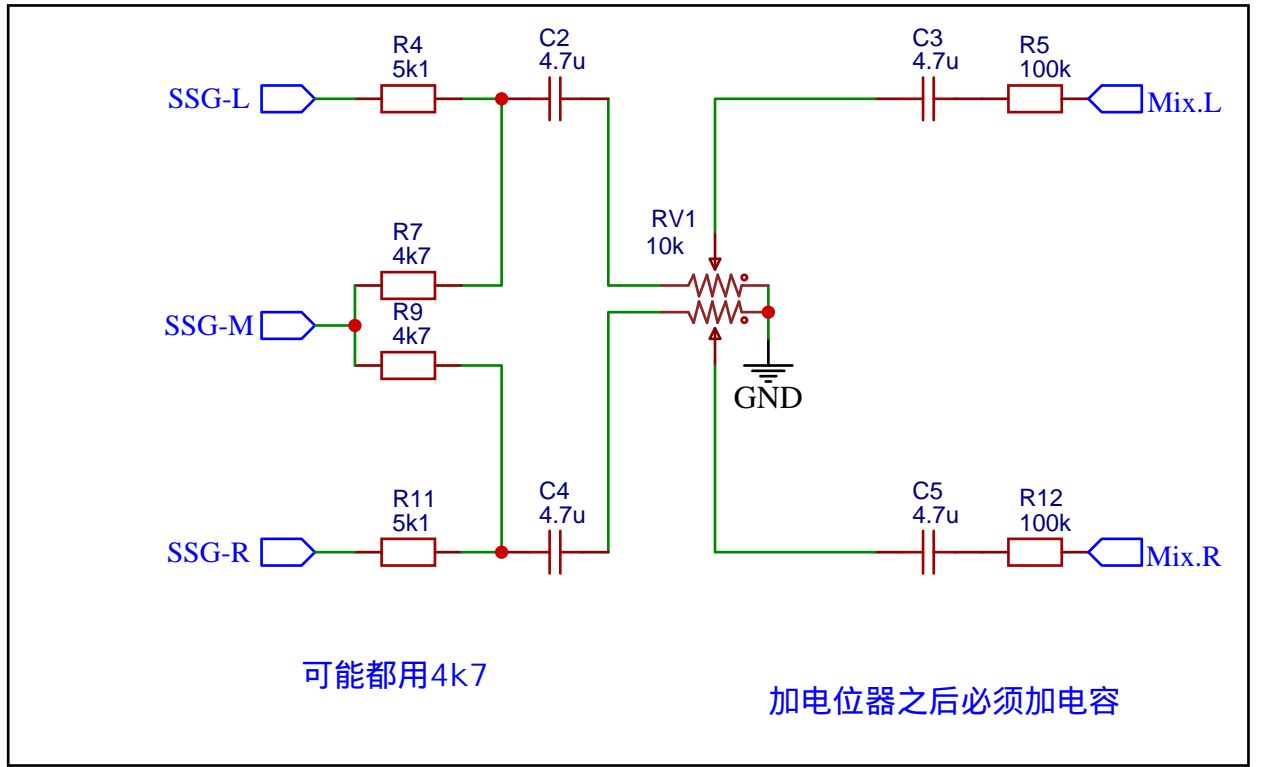 R4
5k1
C2
4.7u
C3
4.7u
R5
100k
SSG-L
Mix.L
R7
4k7
RV1
10k
SSG-M
R9
4k7
GND
R11
5k1
C4
4.7u
C5
4.7u
R12
100k
SSG-R
Mix.R
可能都用4k7
加电位器之后必须加电容